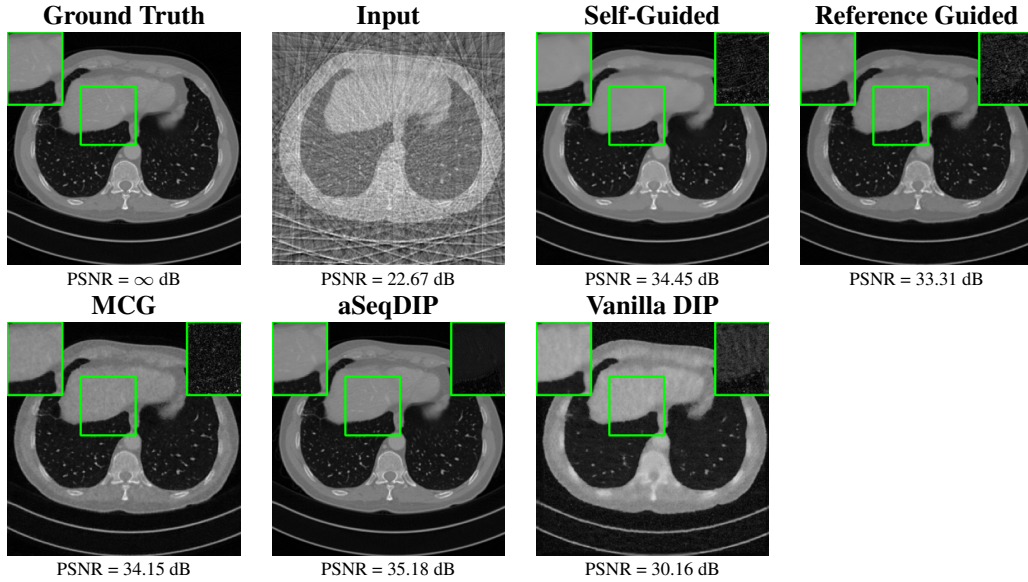 Ground Truth
Input
Self-Guided
Reference Guided
PSNR = ∞ dB
PSNR = 22.67 dB
PSNR = 34.45 dB
PSNR = 33.31 dB
MCG
aSeqDIP
Vanilla DIP
PSNR = 34.15 dB
PSNR = 35.18 dB
PSNR = 30.16 dB